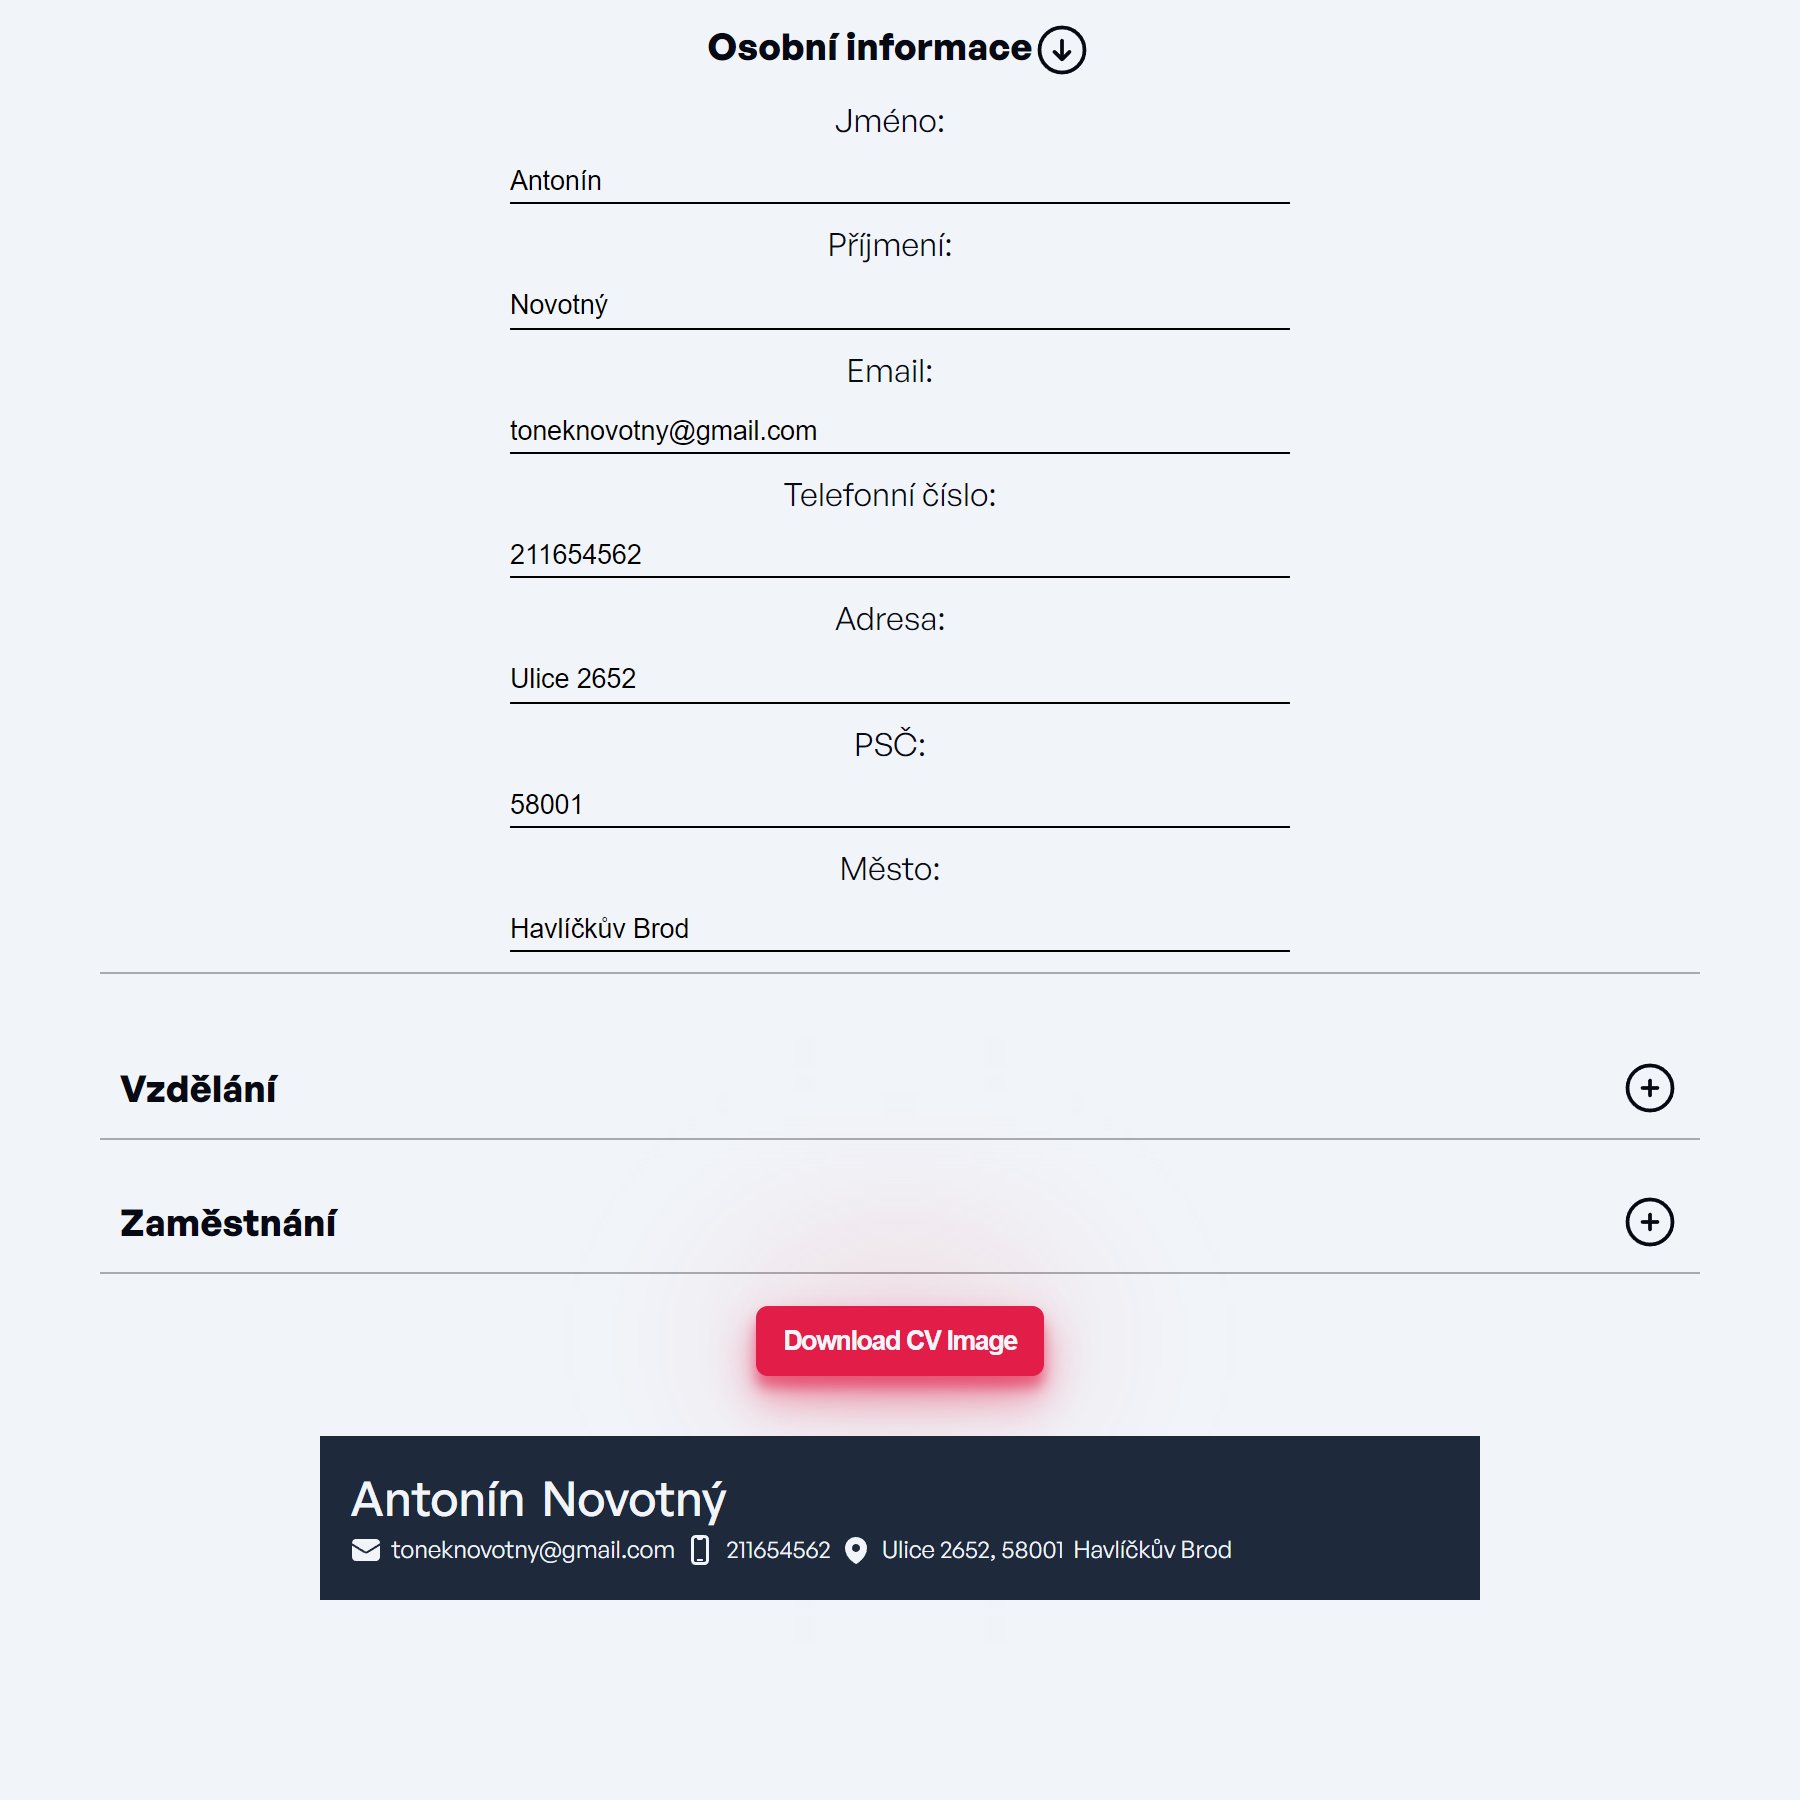 Osobní informace
Jméno:
Antonín
Příjmení:
Novotný
Email:
toneknovotny@gmail.com
Telefonní číslo:
211654562
Adresa:
Ulice 2652
PSČ:
58001
Město:
Havlíčkův Brod
Vzdělání
Zaměstnání
Download CV Image
Antonín Novotný
toneknovotny@gmail.com 211654562 Ulice 2652, 58001 Havlíčkův Brod